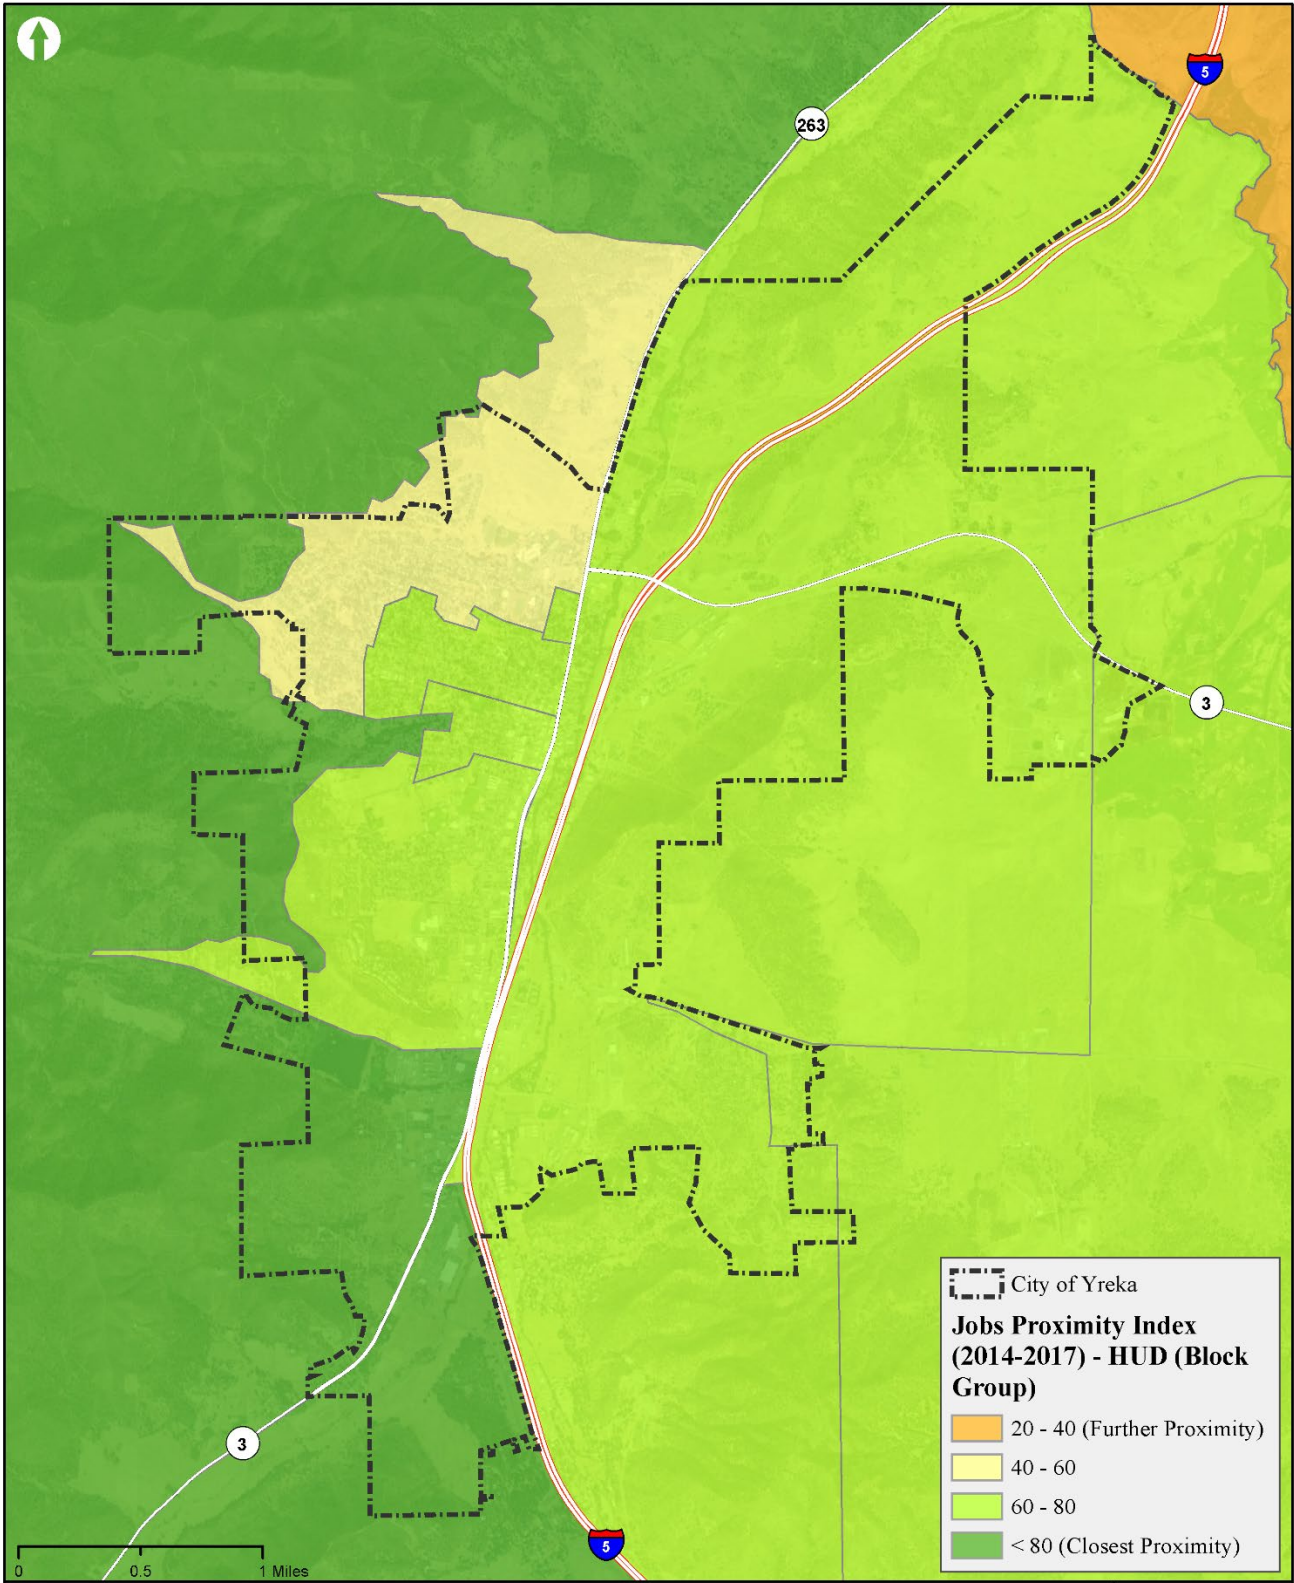 5
263
3
3
5
0 0.5 1 Miles
City of Yreka
Jobs Proximity Index
(2014-2017) - HUD (Block
Group)
20 - 40 (Further Proximity)
40 - 60
60 - 80
< 80 (Closest Proximity)